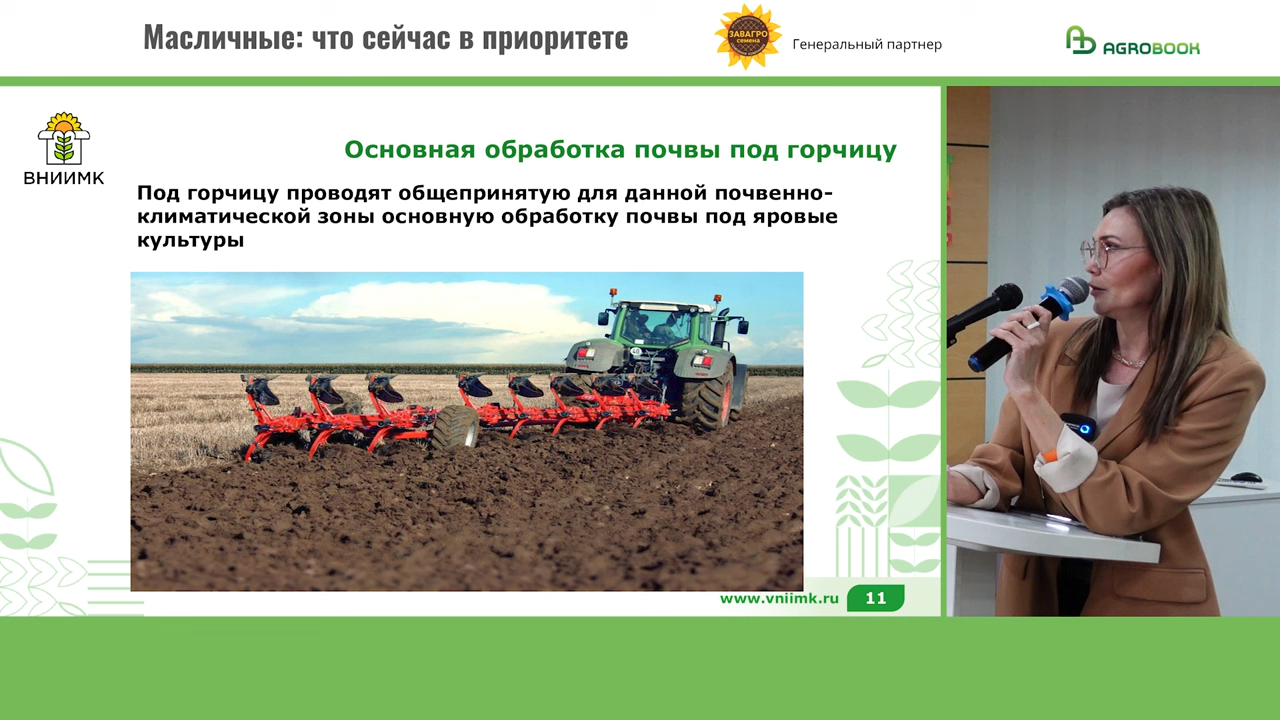 Масличные: что сейчас в приоритете
ЗАВАГРО
семена
Генеральный партнер
AGROBOOK
ВНИИМК
Основная обработка почвы под горчицу
Под горчицу проводят общепринятую для данной почвенно-
климатической зоны основную обработку почвы под яровые
культуры
www.vniimk.ru
11